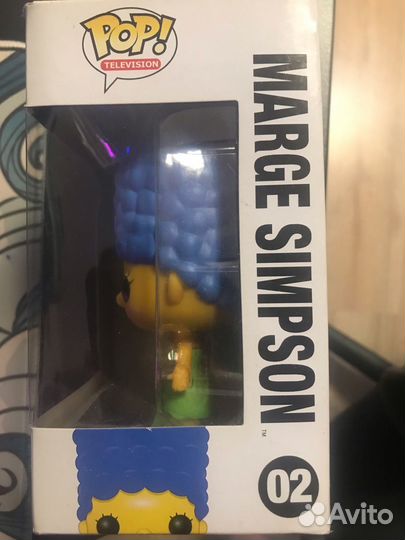 POP!
TELEVISION
MARGE SIMPSON
™
02
Avito